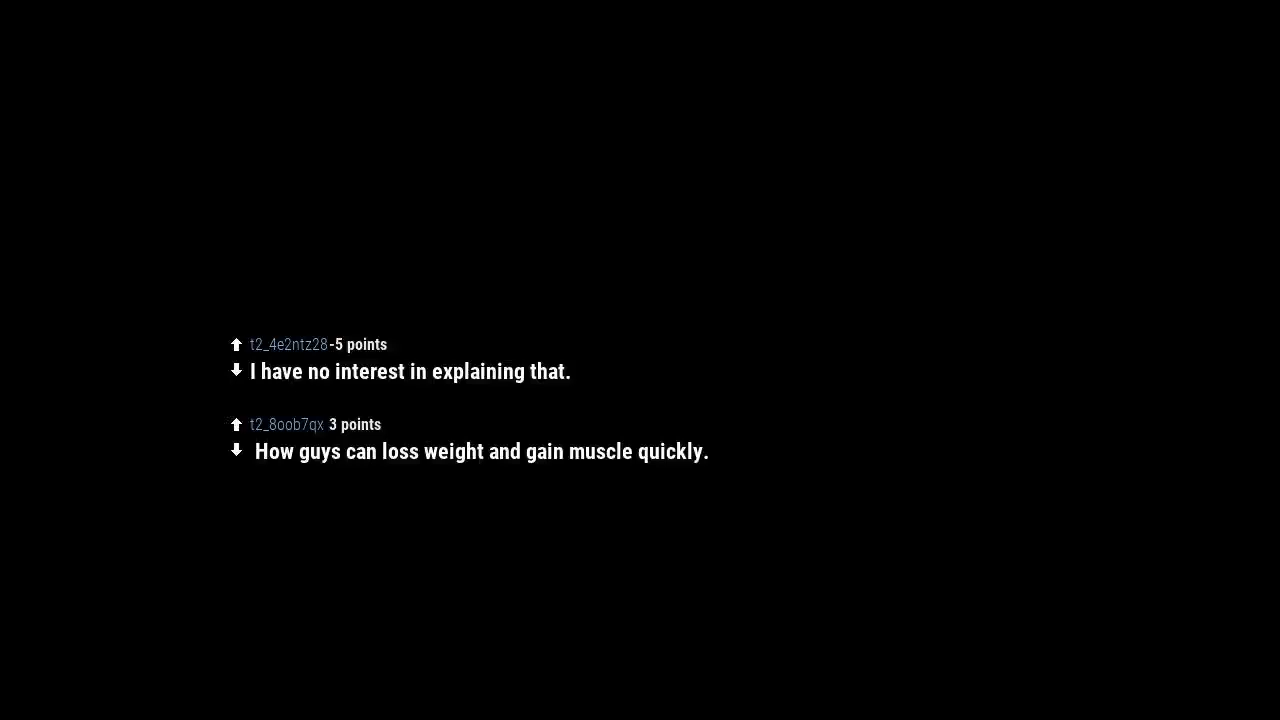 t2_4e2ntz28 -5 points
I have no interest in explaining that.
t2_8oob7qx 3 points
How guys can loss weight and gain muscle quickly.